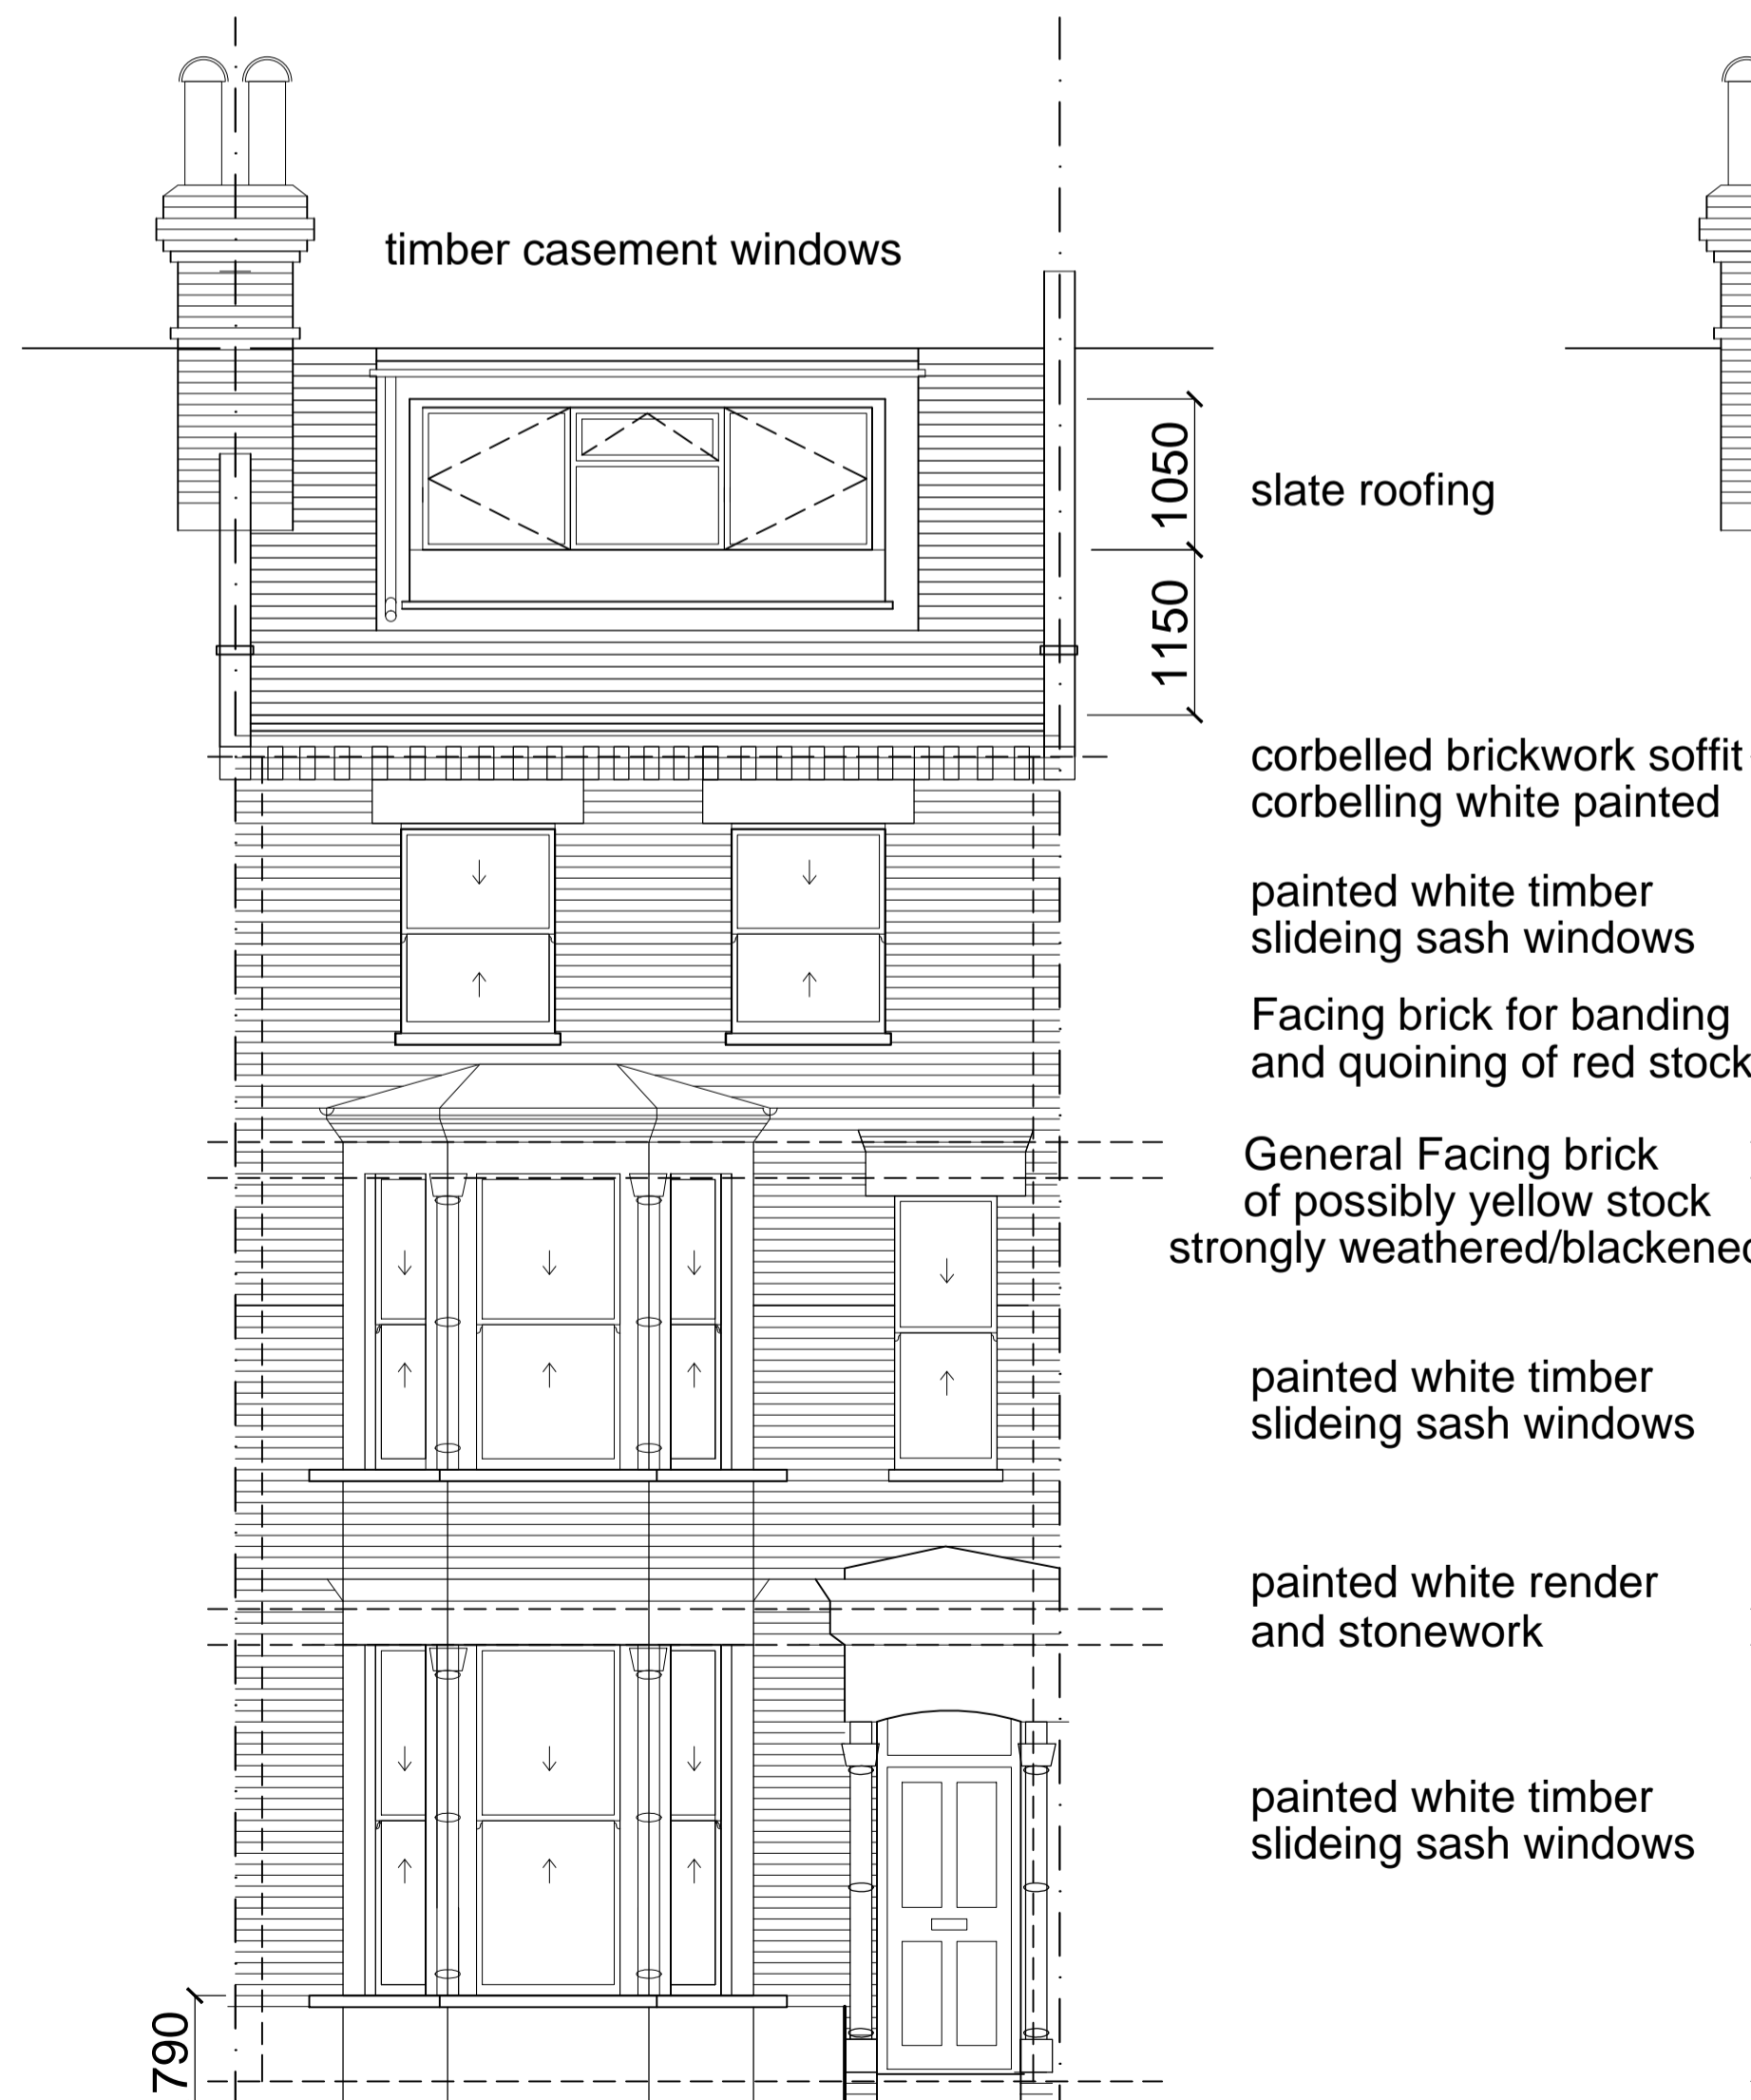 timber casement windows
1050
slate roofing
1150
corbelled brickwork soffit
corbelling white painted
painted white timber
slideing sash windows
Facing brick for banding
and quoining of red stock
General Facing brick
of possibly yellow stock
strongly weathered/blackened
painted white timber
slideing sash windows
painted white render
and stonework
painted white timber
slideing sash windows
790